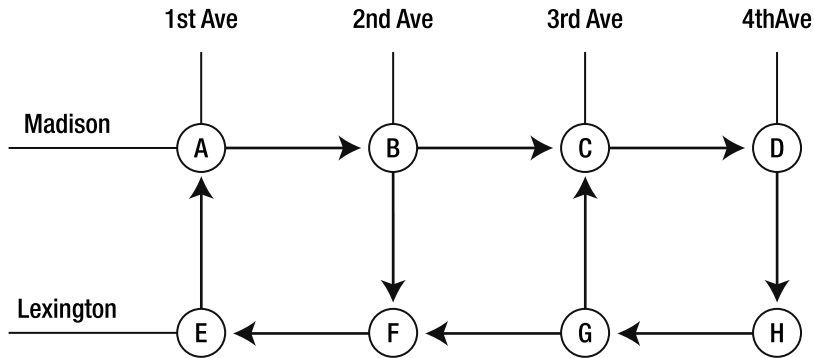 1st Ave 2nd Ave 3rd Ave 4thAve
Madison
A B C D
Lexington
E F G H